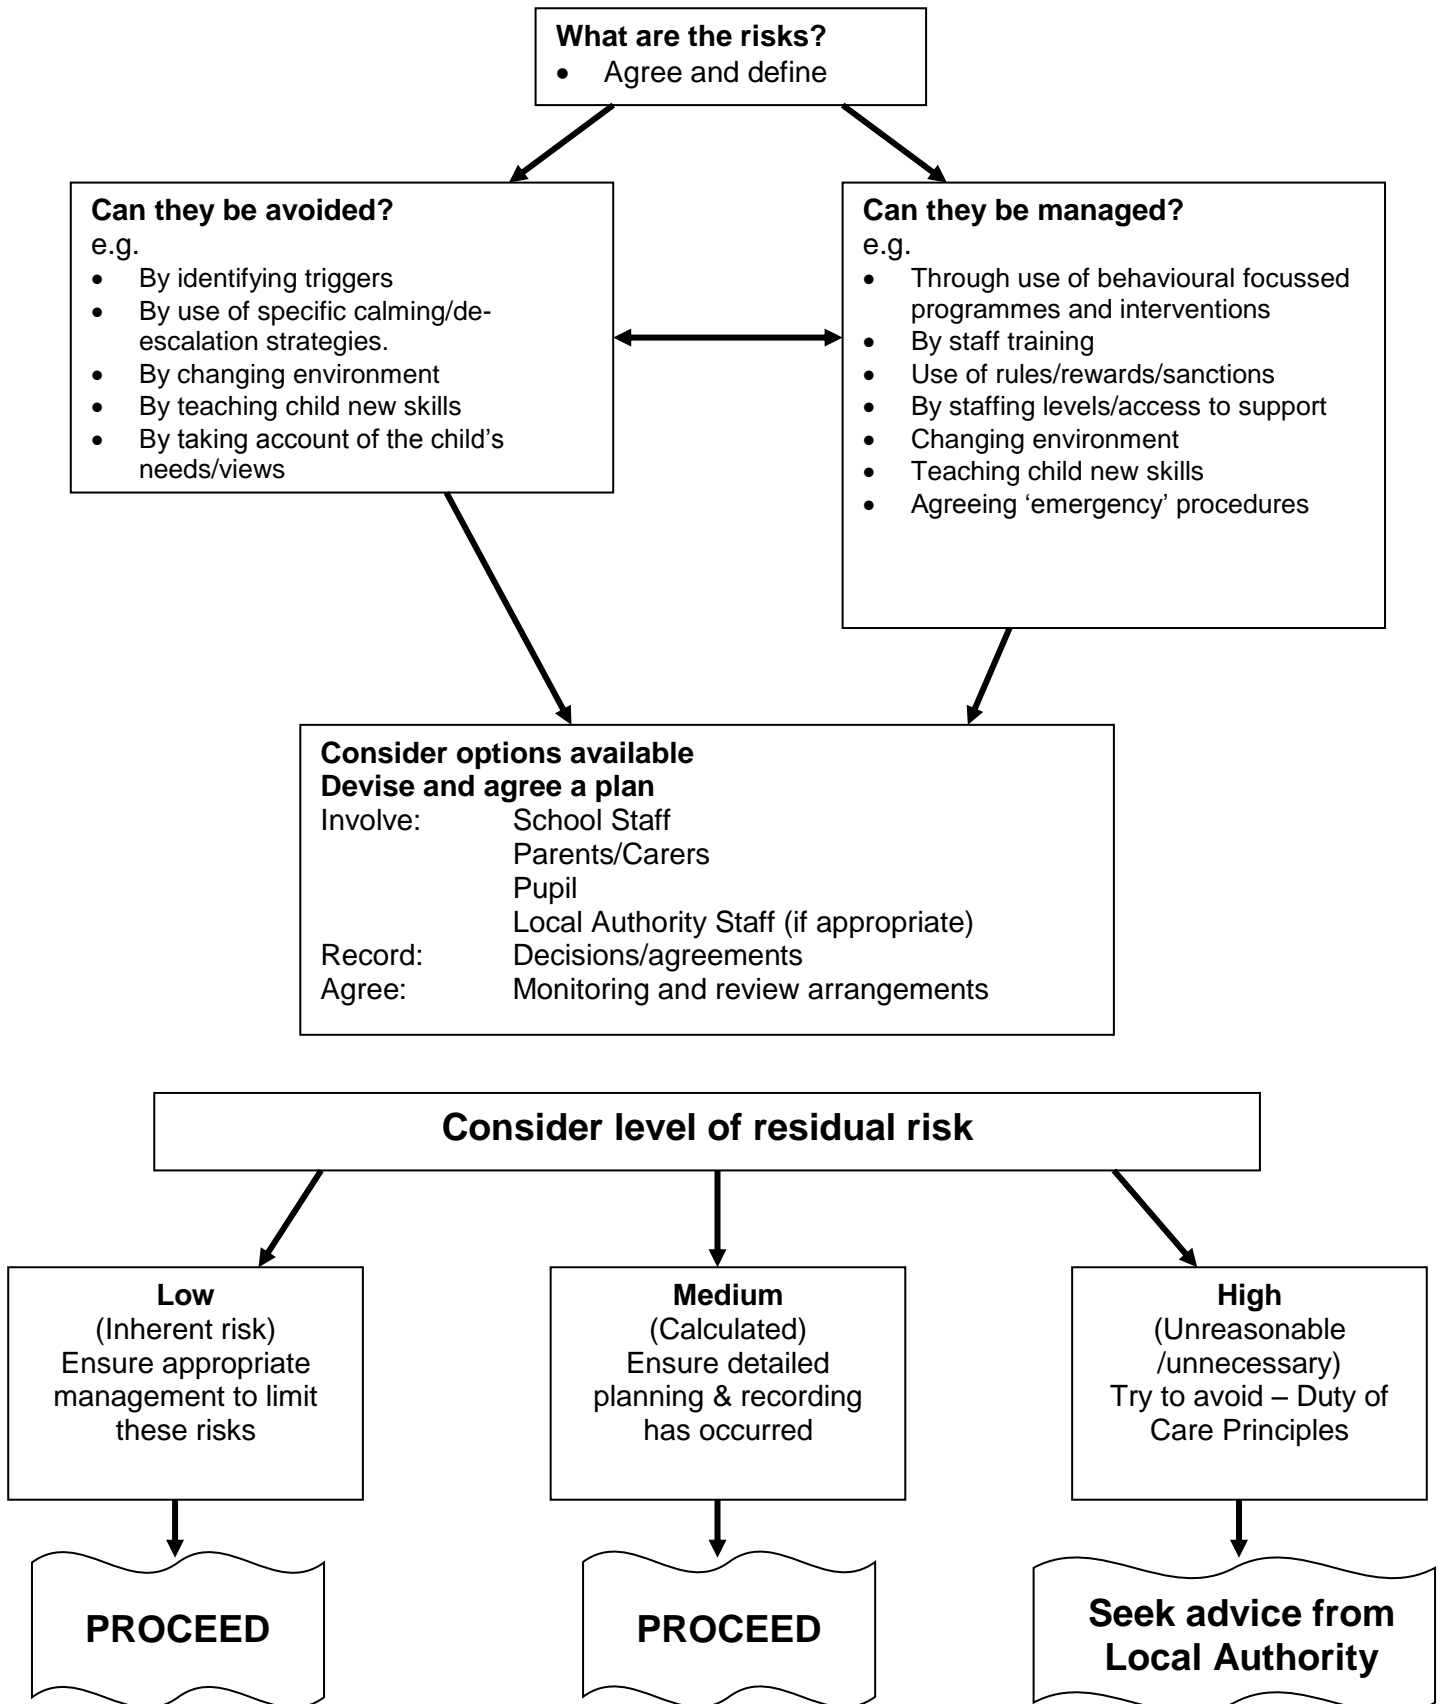 What are the risks?
• Agree and define
Can they be avoided?
e.g.
• By identifying triggers
• By use of specific calming/de-
escalation strategies.
• By changing environment
• By teaching child new skills
• By taking account of the child’s
needs/views
Can they be managed?
e.g.
• Through use of behavioural focussed
programmes and interventions
• By staff training
• Use of rules/rewards/sanctions
• By staffing levels/access to support
• Changing environment
• Teaching child new skills
• Agreeing ‘emergency’ procedures
Consider options available
Devise and agree a plan
Involve: School Staff
Parents/Carers
Pupil
Local Authority Staff (if appropriate)
Record: Decisions/agreements
Agree: Monitoring and review arrangements
Consider level of residual risk
Low
(Inherent risk)
Ensure appropriate
management to limit
these risks
Medium
(Calculated)
Ensure detailed
planning & recording
has occurred
High
(Unreasonable
/unnecessary)
Try to avoid – Duty of
Care Principles
PROCEED
PROCEED
Seek advice from
Local Authority